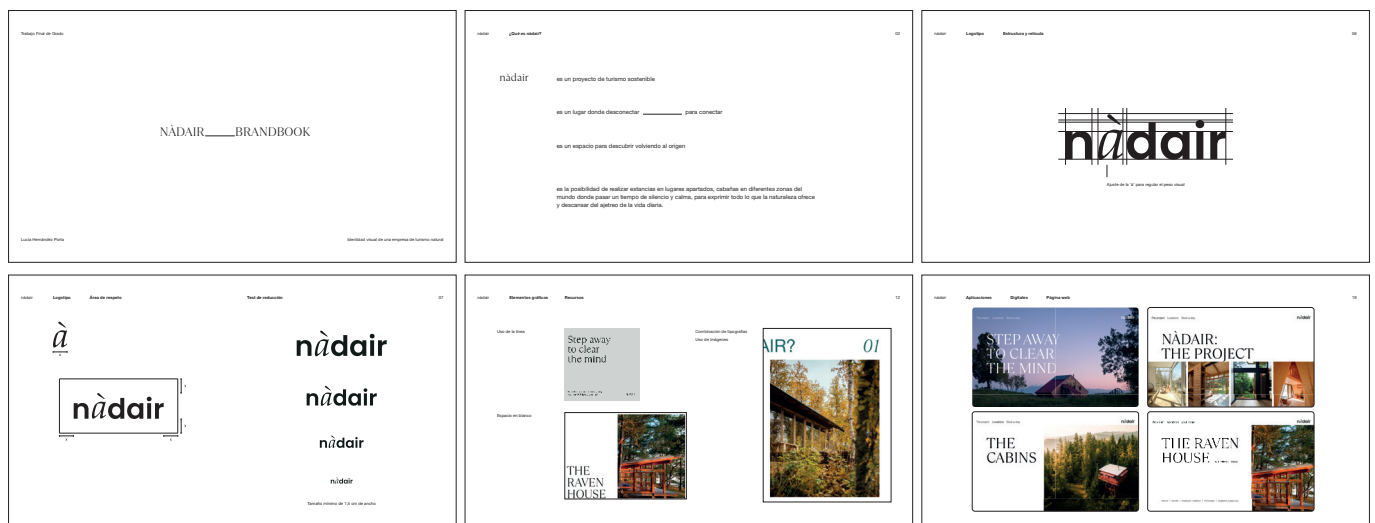 Trabajo Final de Grado
NÀDAIR____BRANDBOOK
Lucía Hernández Porta
Identidad visual de una empresa de turismo natural
nàdair ¿Qué es nàdair? 03
nàdair es un proyecto de turismo sostenible
es un lugar donde desconectar ______ para conectar
es un espacio para descubrir volviendo al origen
es la posibilidad de realizar estancias en lugares apartados, cabañas en diferentes zonas del
mundo donde pasar un tiempo de silencio y calma, para exprimir todo lo que la naturaleza ofrece
y descansar del ajetreo de la vida diaria.
nàdair Logotipo Estructura y retícula 06
nàdair
Ajuste de la 'à' para regular el peso visual
nàdair Logotipo Área de respeto Test de reducción 07
à
nàdair
nàdair
nàdair
nàdair
nàdair
Tamaño mínimo de 1,5 cm de ancho
nàdair Elementos gráficos Recursos 12
Uso de la línea
Step away
to clear
the mind
Combinación de tipografías
Uso de imágenes
AIR? 01
Espacio en blanco
THE
RAVEN
HOUSE
nàdair Aplicaciones Digitales Página web
nàdair
STEP AWAY
TO CLEAR
THE MIND
nàdair
NÀDAIR:
THE PROJECT
nàdair
THE
CABINS
nàdair
THE RAVEN
HOUSE